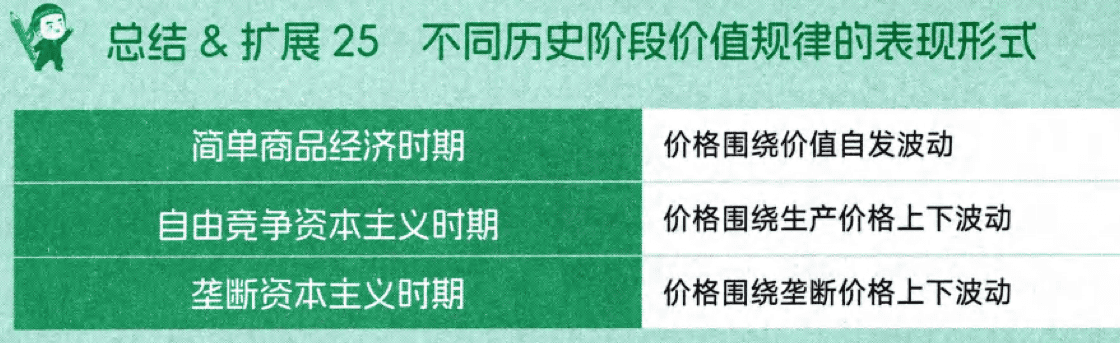 总结 & 扩展 25 不同历史阶段价值规律的表现形式
简单商品经济时期 价格围绕价值自发波动
自由竞争资本主义时期 价格围绕生产价格上下波动
垄断资本主义时期 价格围绕垄断价格上下波动